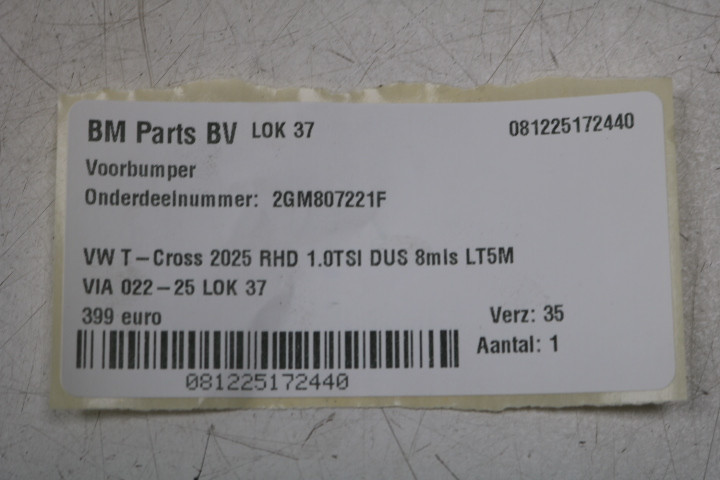 BM Parts BV LOK 37 081225172440
Voorbumper
Onderdeelnummer: 2GM807221F
VW T-Cross 2025 RHD 1.0TSI DUS 8mls LT5M
VIA 022-25 LOK 37
399 euro Verz: 35
Aantal: 1
081225172440